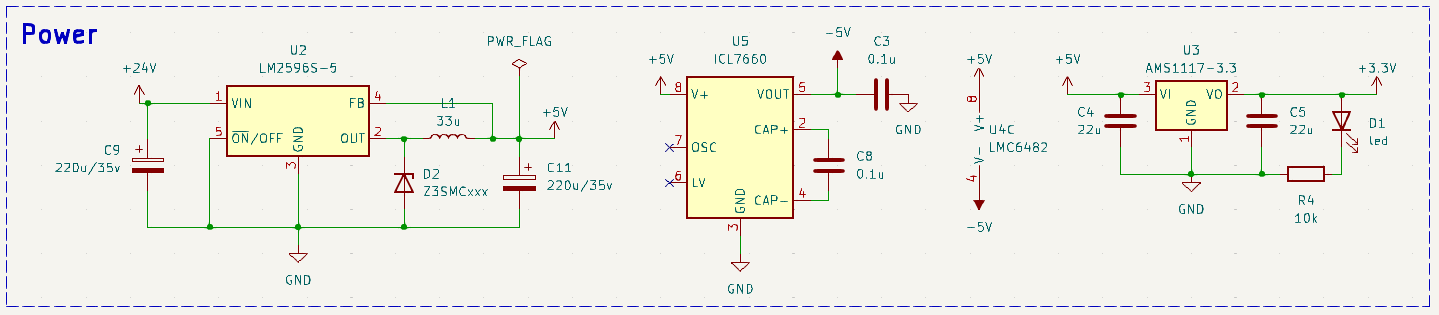 Power
+24V
U2
LM2596S-5
1
VIN
FB
4
5
ON/OFF
OUT
2
GND
3
C9
220u/35v
+
L1
33u
PWR_FLAG
+5V
D2
Z3SMCxxx
+
C11
220u/35v
GND
+5V
U5
ICL7660
8
V+
VOUT
5
7
OSC
CAP+
2
6
LV
CAP-
4
GND
3
GND
-5V
C3
0.1u
GND
C8
0.1u
+5V
8
V+
U4C
LMC6482
V-
4
-5V
+5V
U3
AMS1117-3.3
3
VI
VO
2
GND
1
C4
22u
C5
22u
+3.3V
D1
led
R4
10k
GND